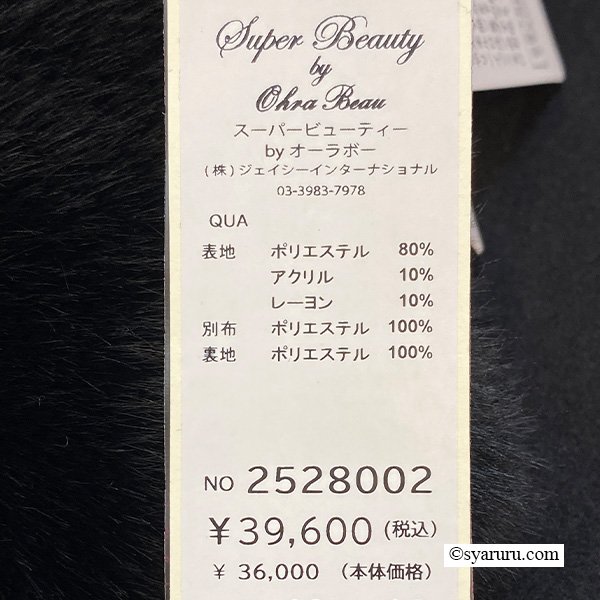 Super Beauty
by
Ohra Beau
スーパービューティー
by オーラボー
(株)ジェイシーインターナショナル
03-3983-7978
QUA
表地 ポリエステル 80%
アクリル 10%
レーヨン 10%
別布 ポリエステル 100%
裏地 ポリエステル 100%
NO 2528002
¥39,600(税込)
¥ 36,000 (本体価格)
©syaruru.com